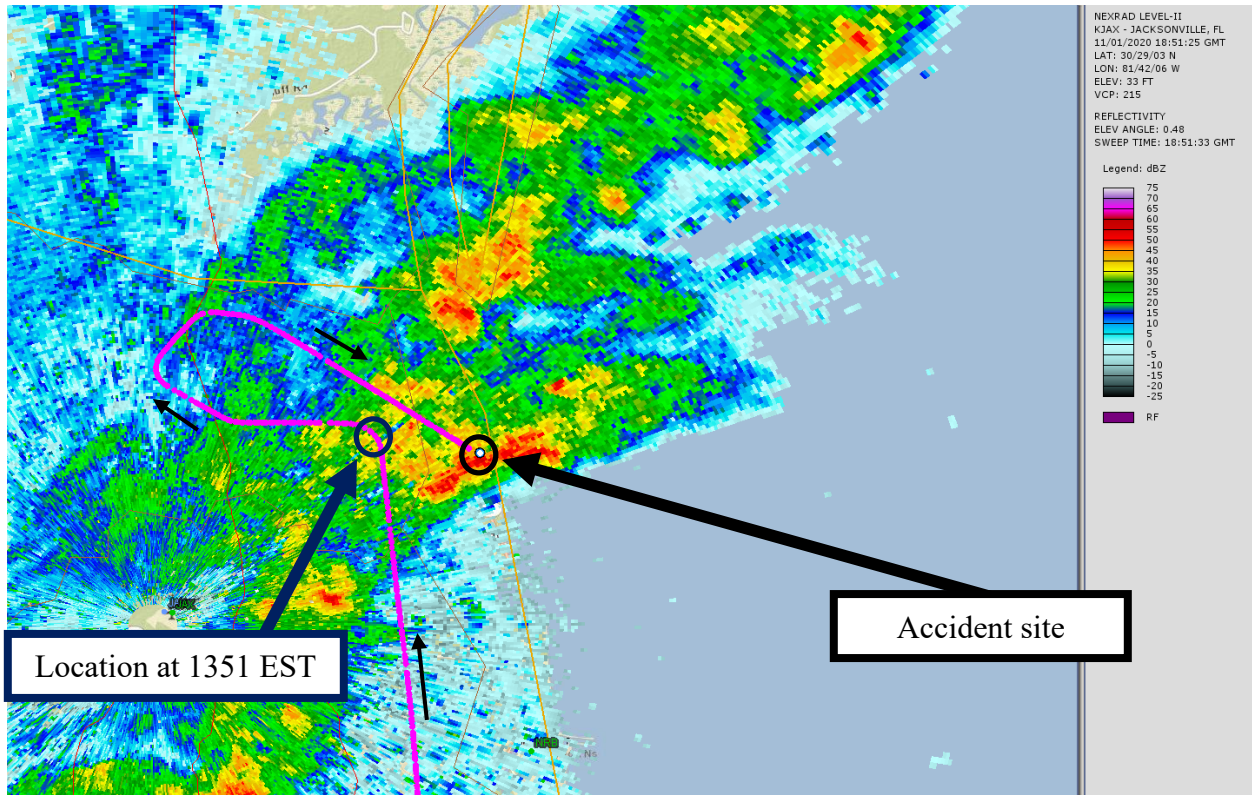 NEXRAD LEVEL-II
KJAX - JACKSONVILLE, FL
11/01/2020 18:51:25 GMT
LAT: 30/29/03 N
LON: 81/42/06 W
ELEV: 33 FT
VCP: 215
REFLECTIVITY
ELEV ANGLE: 0.48
SWEEP TIME: 18:51:33 GMT
Legend: dBZ
75
70
65
60
55
50
45
40
35
30
25
20
15
10
5
0
-5
-10
-15
-20
-25
RF
Accident site
Location at 1351 EST
NRB